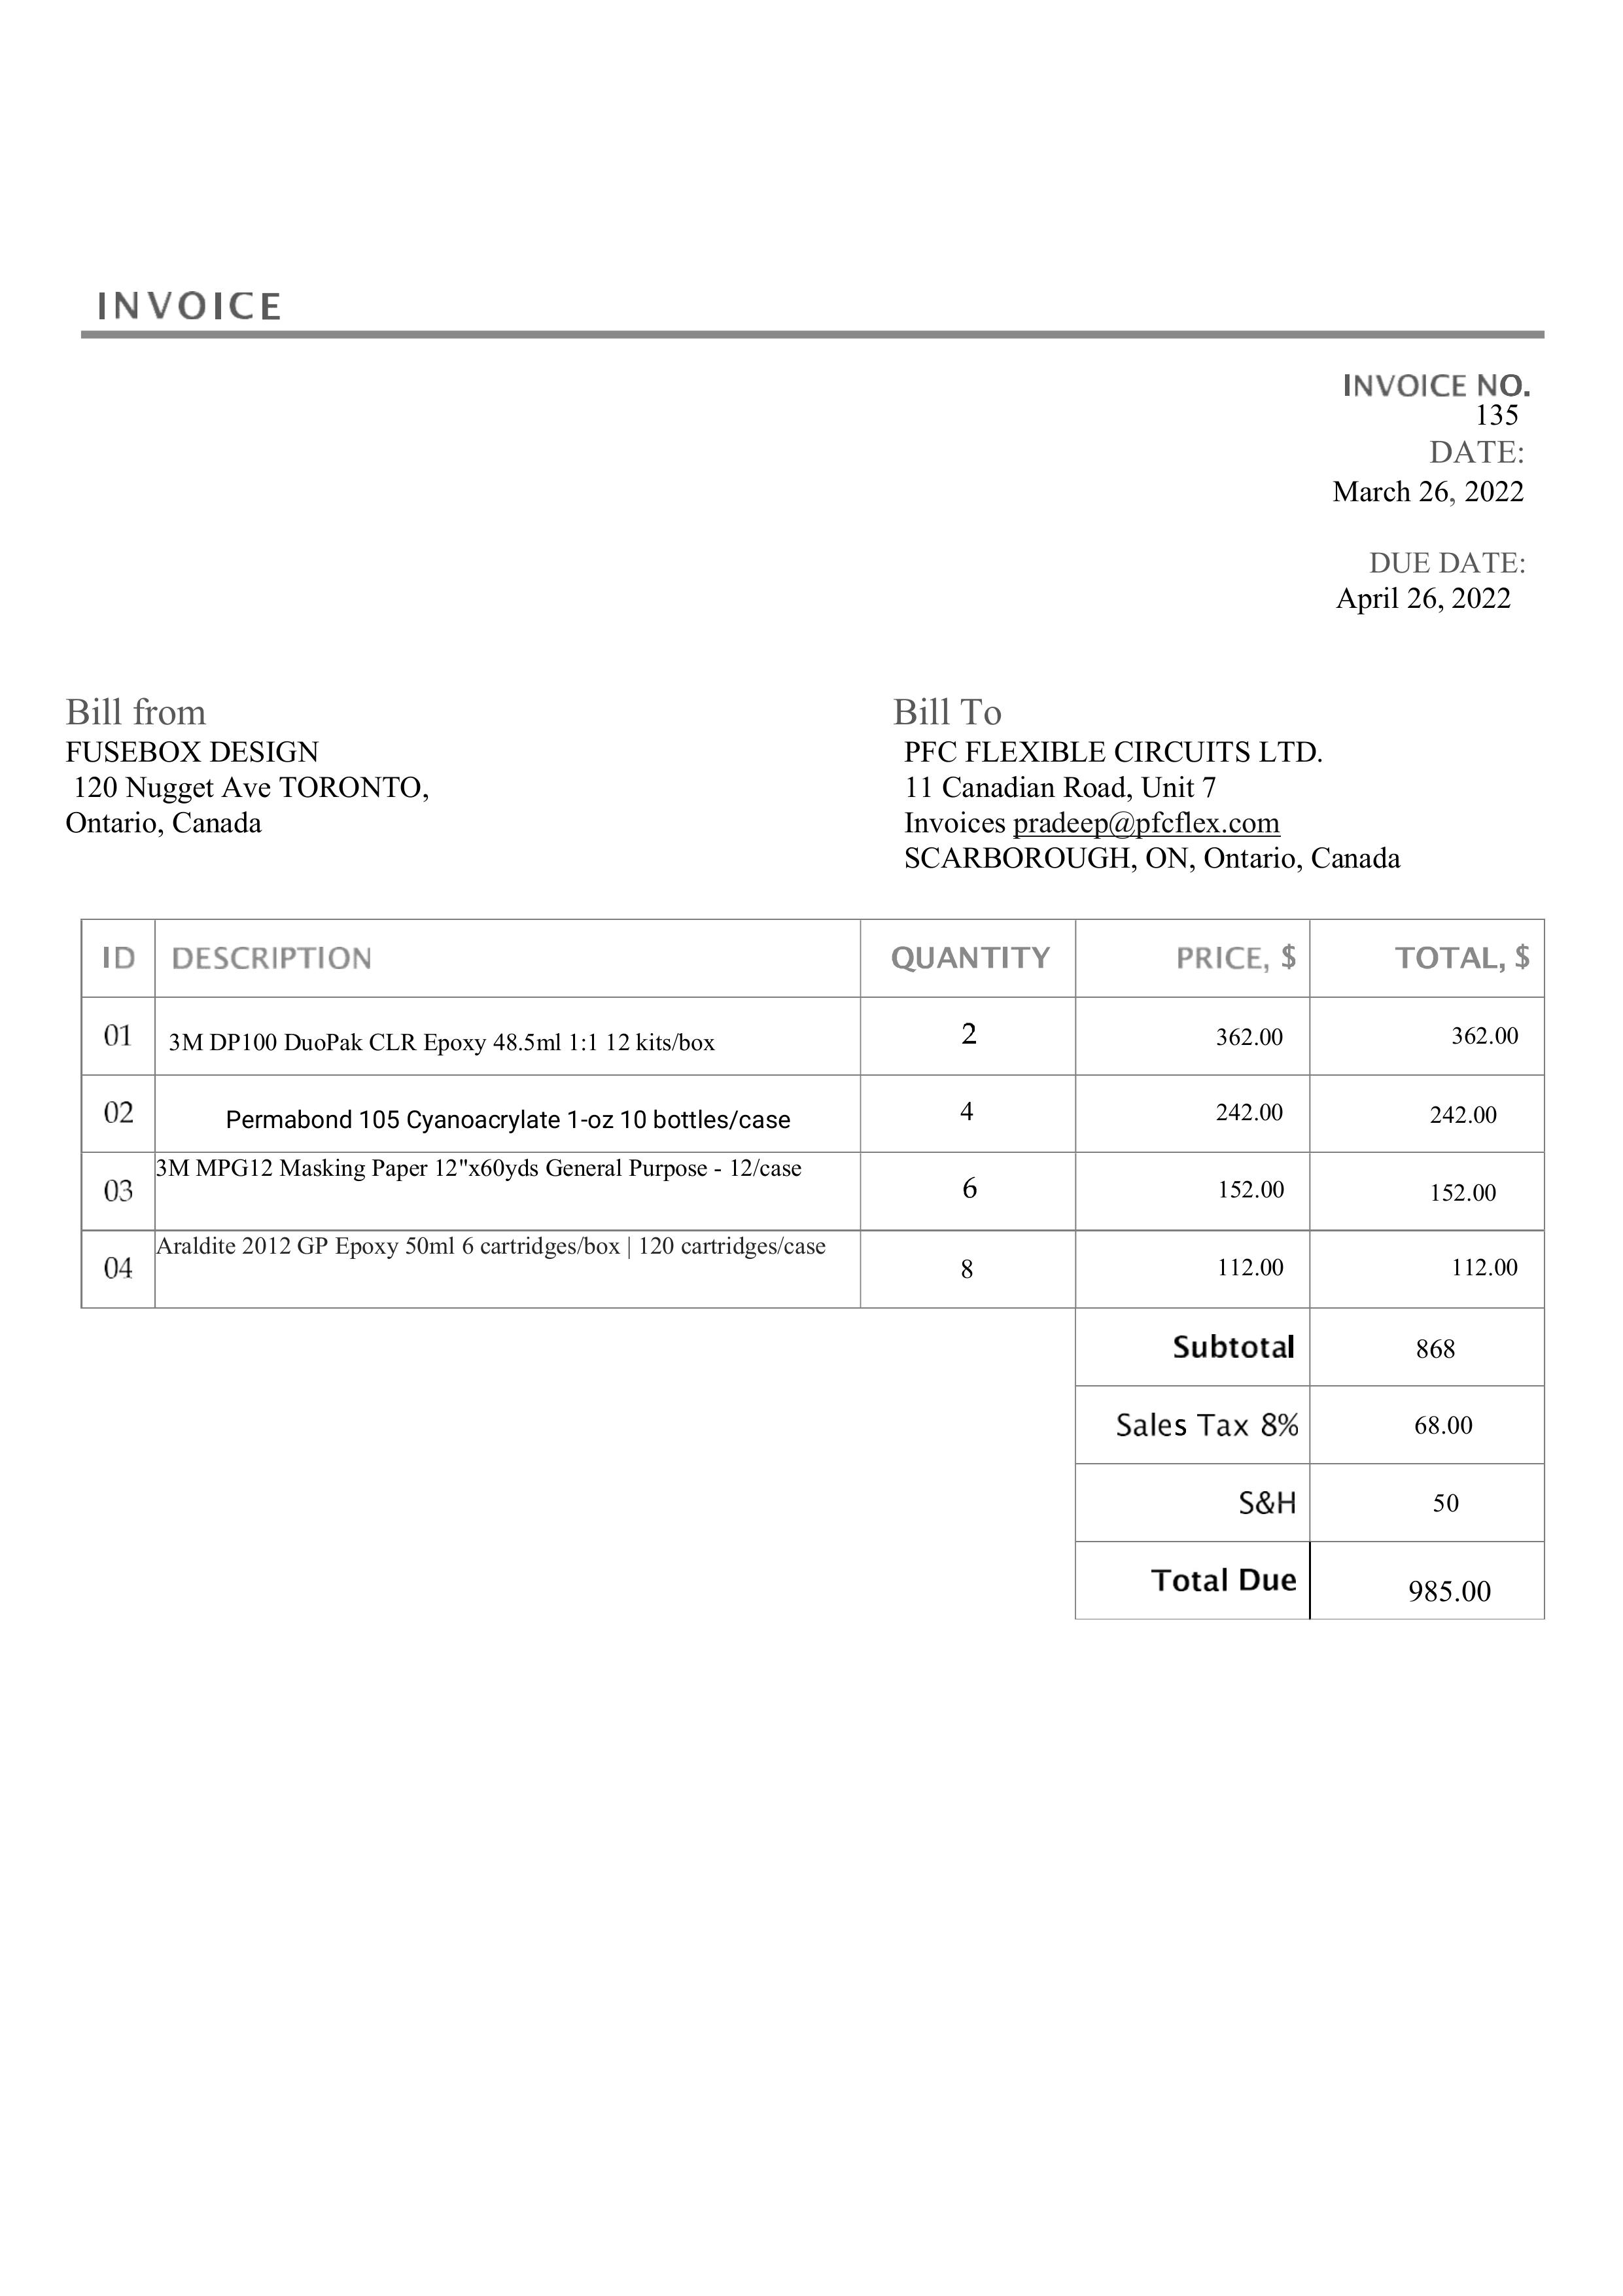 INVOICE
INVOICE NO.
135
DATE:
March 26, 2022
DUE DATE:
April 26, 2022
Bill from
FUSEBOX DESIGN
120 Nugget Ave TORONTO,
Ontario, Canada
Bill To
PFC FLEXIBLE CIRCUITS LTD.
11 Canadian Road, Unit 7
Invoices pradeep@pfcflex.com
SCARBOROUGH, ON, Ontario, Canada
ID DESCRIPTION QUANTITY PRICE, $ TOTAL, $
01 3M DP100 DuoPak CLR Epoxy 48.5ml 1:1 12 kits/box 2 362.00 362.00
02 Permabond 105 Cyanoacrylate 1-oz 10 bottles/case 4 242.00 242.00
03 3M MPG12 Masking Paper 12"x60yds General Purpose - 12/case 6 152.00 152.00
04 Araldite 2012 GP Epoxy 50ml 6 cartridges/box | 120 cartridges/case 8 112.00 112.00
Subtotal 868
Sales Tax 8% 68.00
S&H 50
Total Due 985.00